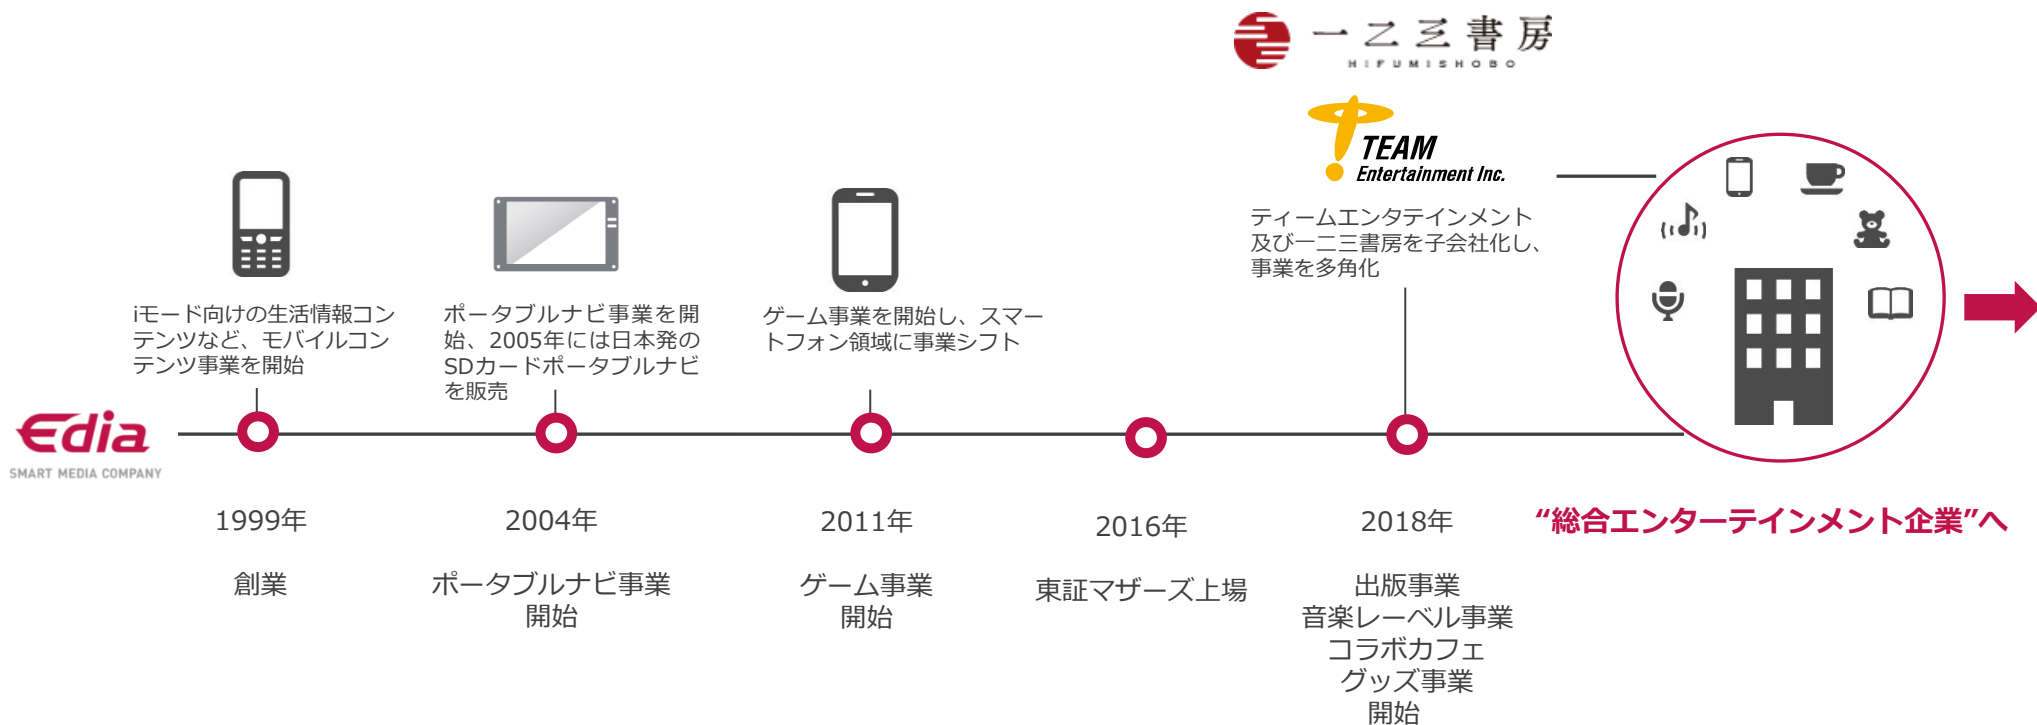 一二三書房
HIFUMISHOBO
TEAM
Entertainment Inc.
ティームエンタテインメント
及び一二三書房を子会社化し、
事業を多角化
iモード向けの生活情報コン
テンツなど、モバイルコン
テンツ事業を開始
ポータブルナビ事業を開
始、2005年には日本発の
SDカードポータブルナビ
を販売
ゲーム事業を開始し、スマー
トフォン領域に事業シフト
Edia
SMART MEDIA COMPANY
1999年
創業
2004年
ポータブルナビ事業
開始
2011年
ゲーム事業
開始
2016年
東証マザーズ上場
2018年
出版事業
音楽レーベル事業
コラボカフェ
グッズ事業
開始
“総合エンターテインメント企業”へ